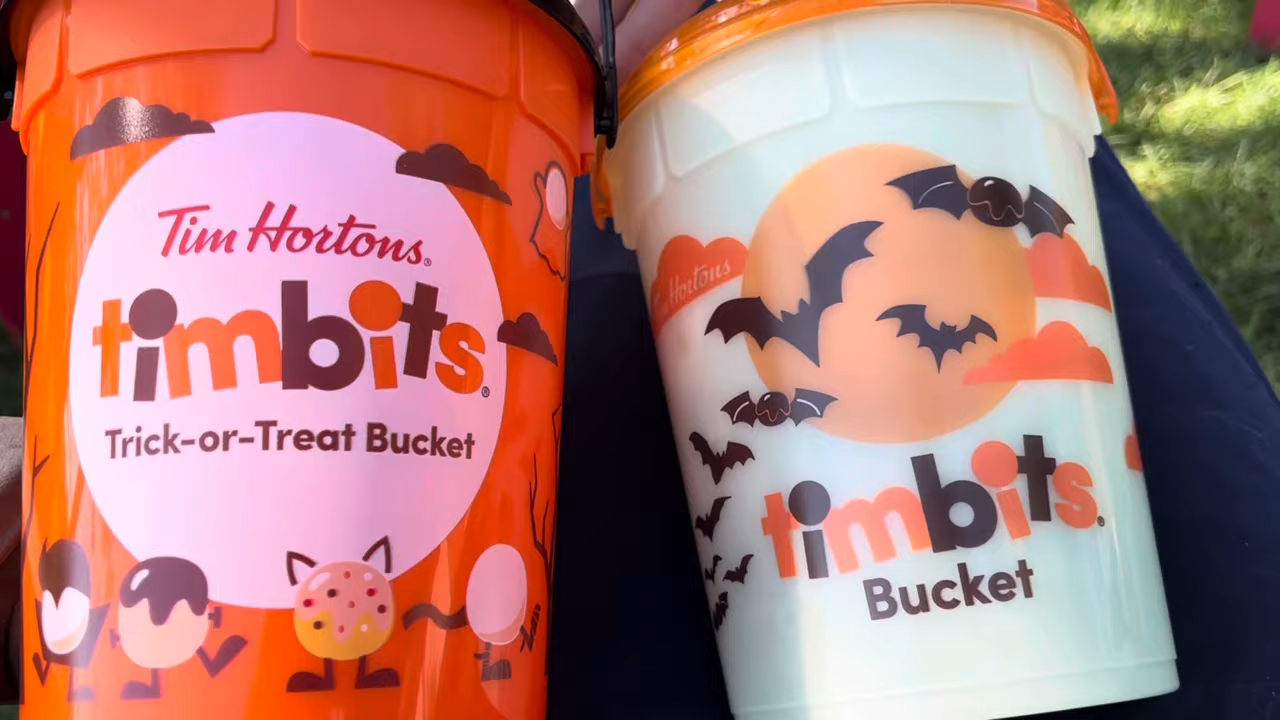 Tim Hortons®
timbits®
Trick-or-Treat Bucket
Tim Hortons
timbits®
Bucket